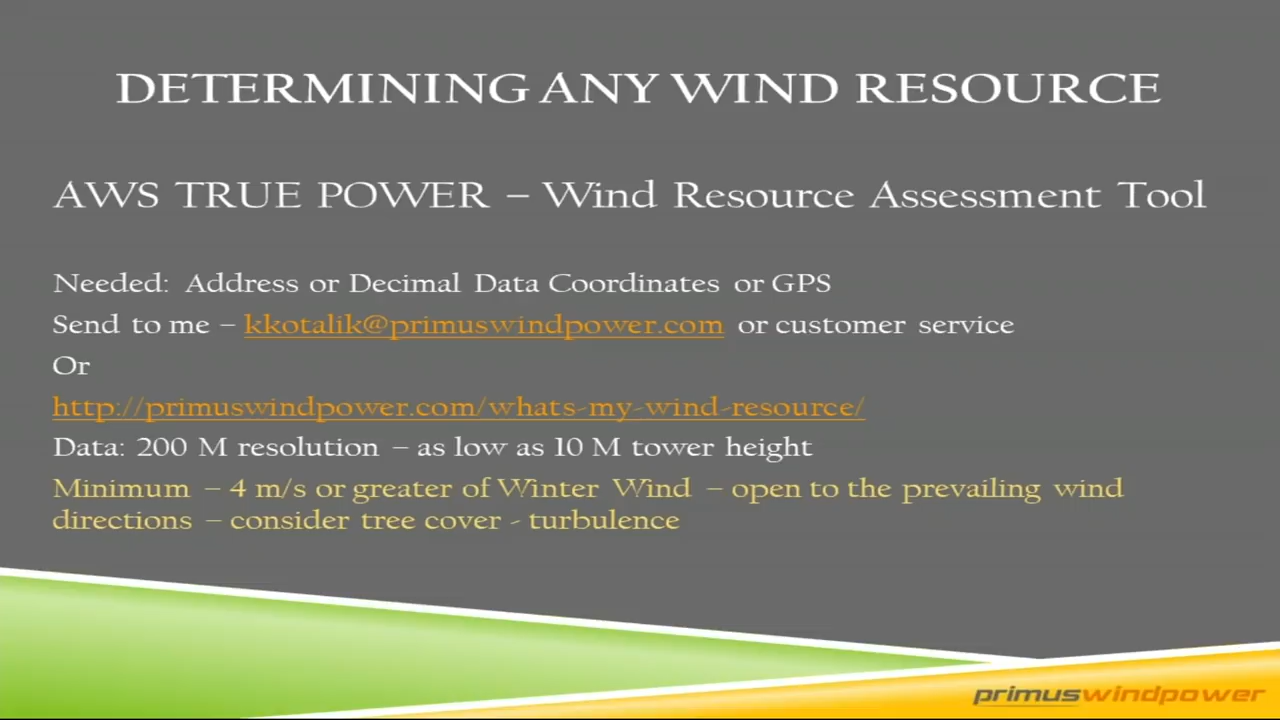 DETERMINING ANY WIND RESOURCE
AWS TRUE POWER – Wind Resource Assessment Tool
Needed: Address or Decimal Data Coordinates or GPS
Send to me – kkotalik@primuswindpower.com or customer service
Or
http://primuswindpower.com/whats-my-wind-resource/
Data: 200 M resolution – as low as 10 M tower height
Minimum – 4 m/s or greater of Winter Wind – open to the prevailing wind
directions – consider tree cover - turbulence
primuswindpower